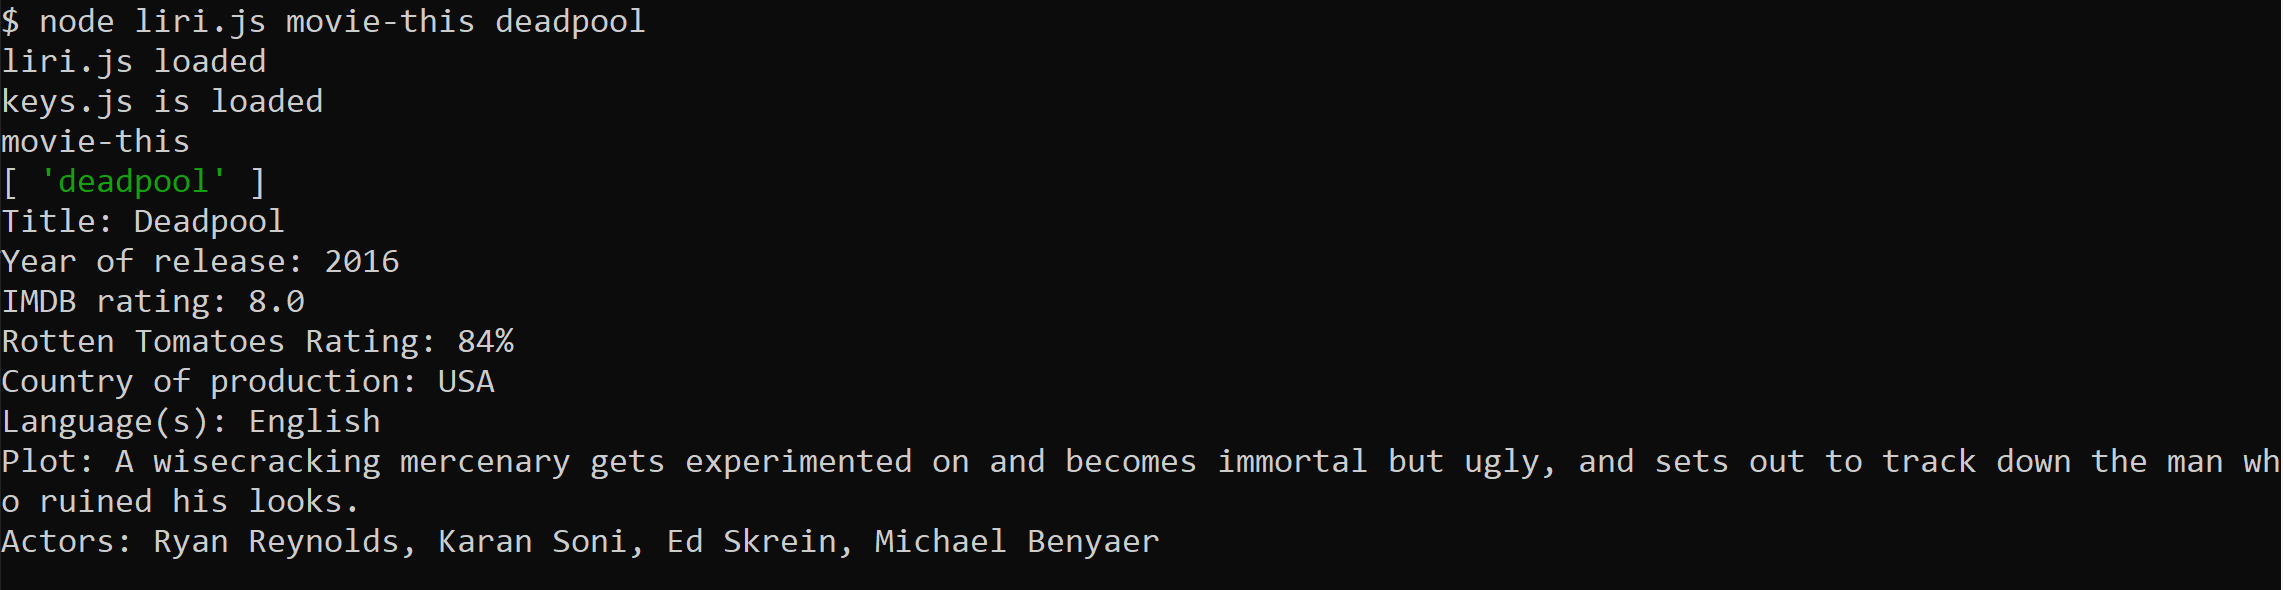 $ node liri.js movie-this deadpool
liri.js loaded
keys.js is loaded
movie-this
[ 'deadpool' ]
Title: Deadpool
Year of release: 2016
IMDB rating: 8.0
Rotten Tomatoes Rating: 84%
Country of production: USA
Language(s): English
Plot: A wisecracking mercenary gets experimented on and becomes immortal but ugly, and sets out to track down the man wh
o ruined his looks.
Actors: Ryan Reynolds, Karan Soni, Ed Skrein, Michael Benyaer